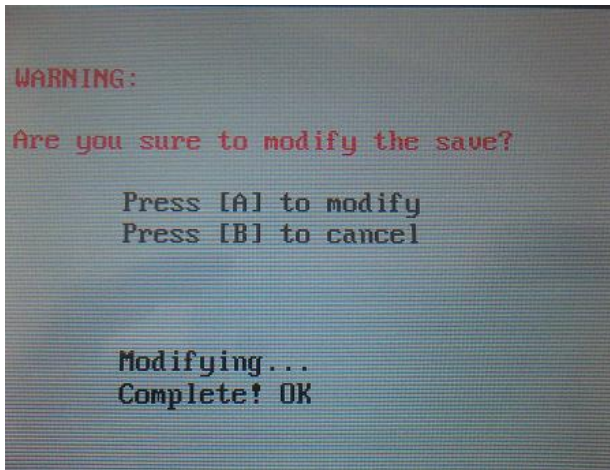 WARNING:
Are you sure to modify the save?
Press [A] to modify
Press [B] to cancel
Modifying...
Complete! OK